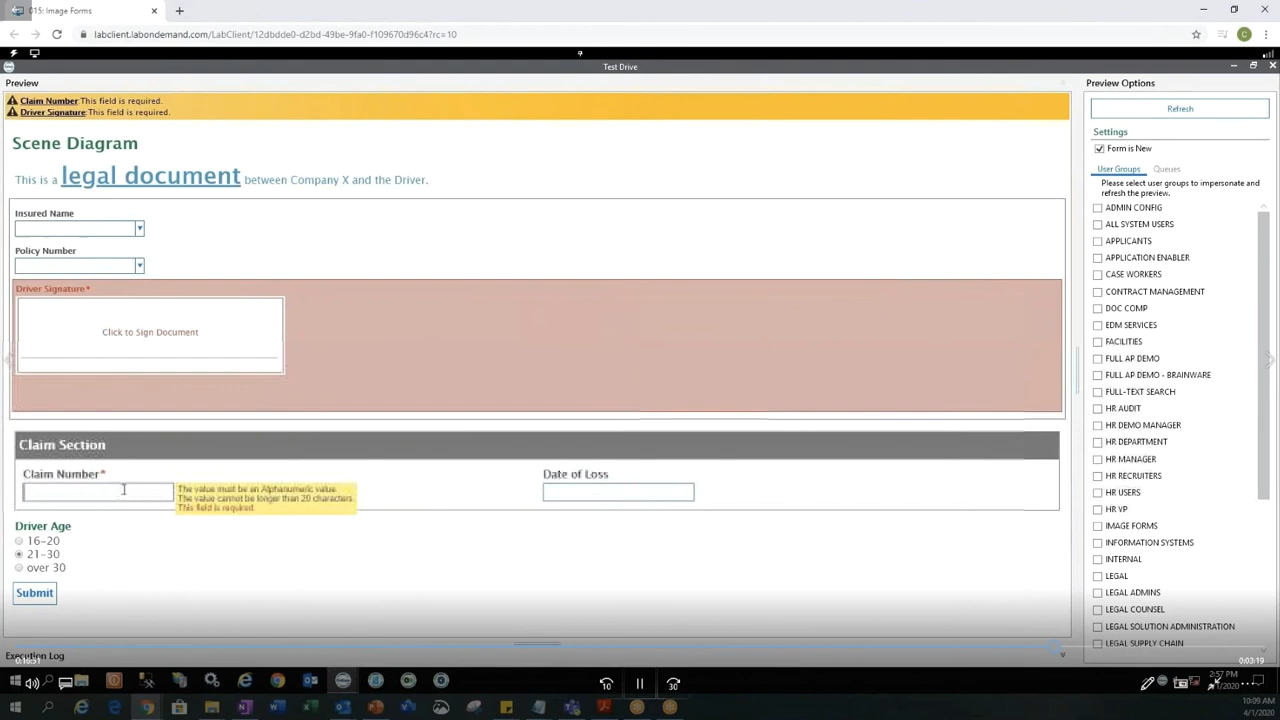 015: Image Forms
labclient.labondemand.com/LabClient/12dbdde0-d2bd-49be-9fa0-f109670d96c4?rc=10
C
Test Drive
Preview
Claim Number:This field is required.
Driver Signature:This field is required.
Scene Diagram
This is a legal document between Company X and the Driver.
Insured Name
Policy Number
Driver Signature*
Click to Sign Document
Claim Section
Claim Number*
Date of Loss
The value must be an Alphanumeric value.
The value cannot be longer than 20 characters.
This field is required.
Driver Age
16-20
21-30
over 30
Submit
Execution Log
Preview Options
Refresh
Settings
Form is New
User Groups
Queues
Please select user groups to impersonate and
refresh the preview.
ADMIN CONFIG
ALL SYSTEM USERS
APPLICANTS
APPLICATION ENABLER
CASE WORKERS
CONTRACT MANAGEMENT
DOC COMP
EDM SERVICES
FACILITIES
FULL AP DEMO
FULL AP DEMO - BRAINWARE
FULL-TEXT SEARCH
HR AUDIT
HR DEMO MANAGER
HR DEPARTMENT
HR MANAGER
HR RECRUITERS
HR USERS
HR VP
IMAGE FORMS
INFORMATION SYSTEMS
INTERNAL
LEGAL
LEGAL ADMINS
LEGAL COUNSEL
LEGAL SOLUTION ADMINISTRATION
LEGAL SUPPLY CHAIN
0:03:19
10
30
2:57 PM
10:09 AM
4/1/2020